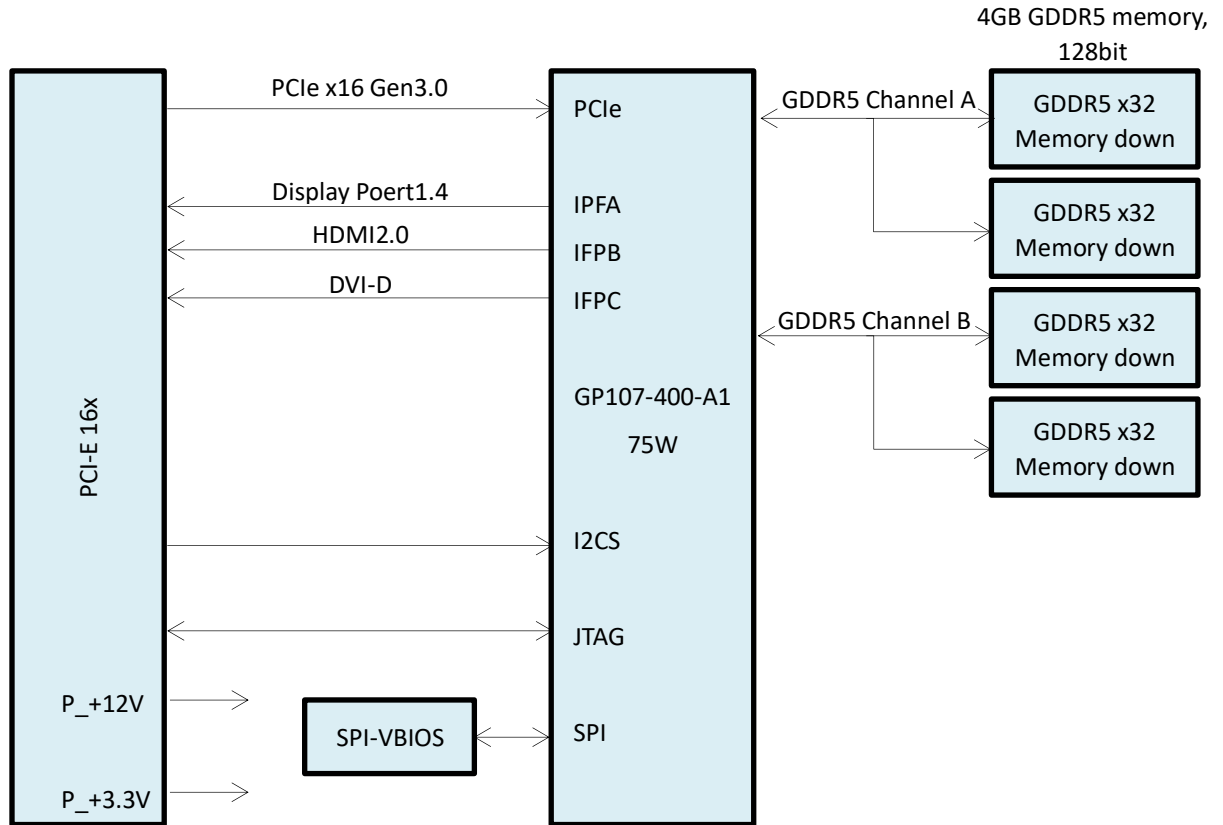 4GB GDDR5 memory,
128bit
PCI-E 16x
P_+12V
P_+3.3V
PCIe x16 Gen3.0
Display Poert1.4
HDMI2.0
DVI-D
SPI-VBIOS
PCIe
IPFA
IFPB
IFPC
GP107-400-A1
75W
I2CS
JTAG
SPI
GDDR5 Channel A
GDDR5 Channel B
GDDR5 x32
Memory down
GDDR5 x32
Memory down
GDDR5 x32
Memory down
GDDR5 x32
Memory down